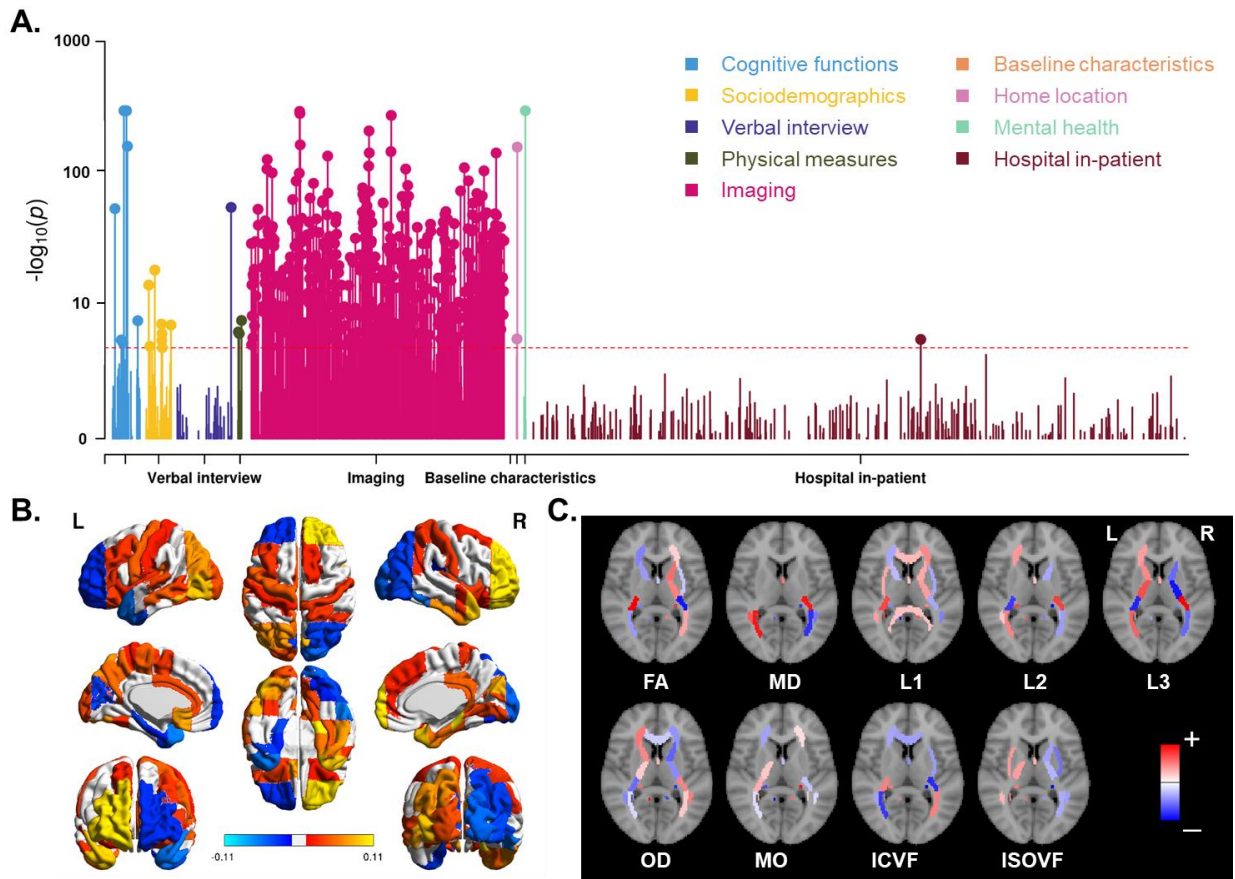 A.
1000
100
10
0
-log10(p)
Cognitive functions
Sociodemographics
Verbal interview
Physical measures
Imaging
Baseline characteristics
Home location
Mental health
Hospital in-patient
Verbal interview Imaging Baseline characteristics Hospital in-patient
B. L R
-0.11 0.11
C. L R
FA MD L1 L2 L3
OD MO ICVF ISOVF
+
–